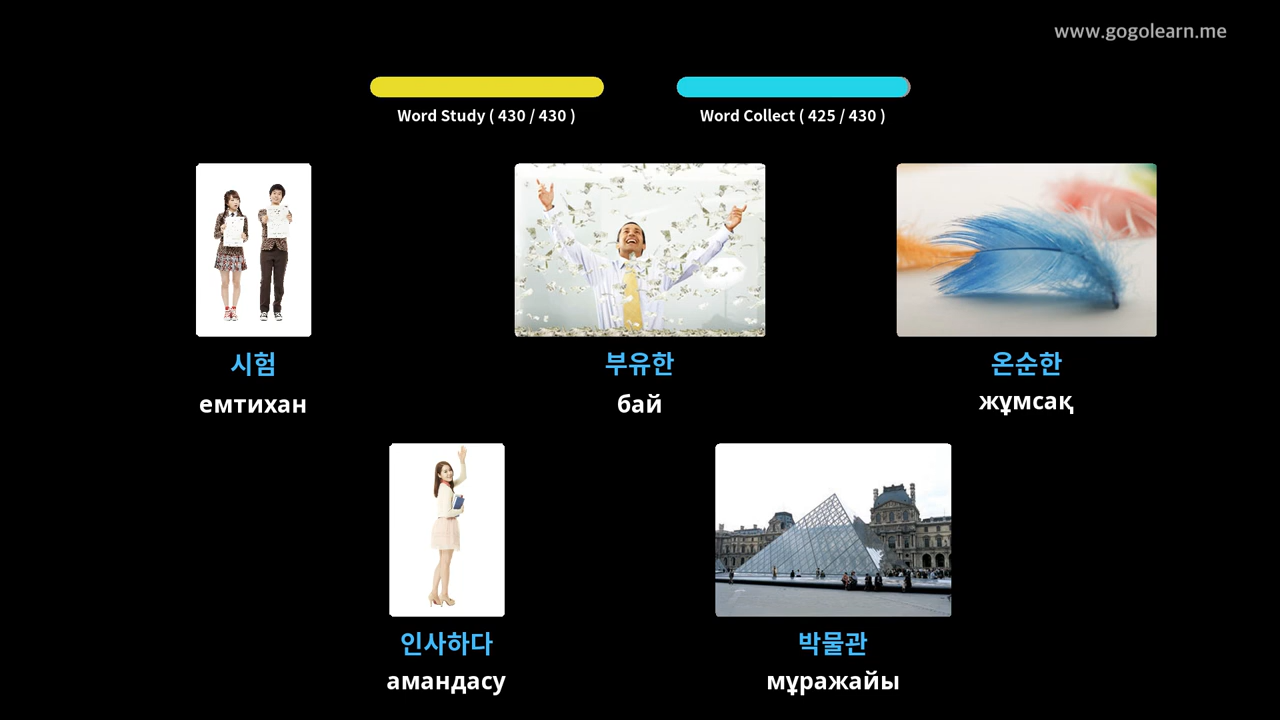 www.gogolearn.me
Word Study ( 430 / 430 )
Word Collect ( 425 / 430 )
시험
емтихан
부유한
бай
온순한
жұмсақ
인사하다
амандасу
박물관
мұражайы